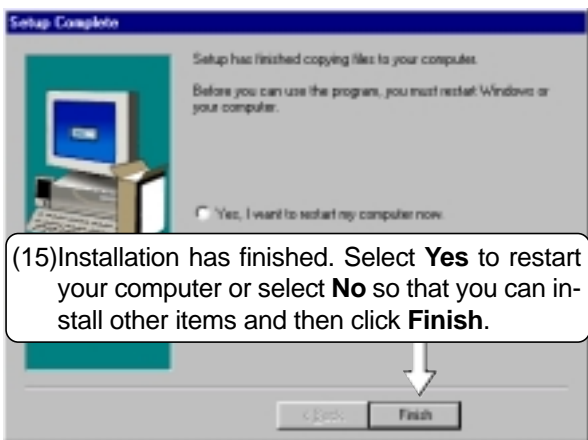 Setup Complete
Setup has finished copying files to your computer.
Before you can use the program, you must restart Windows or
your computer.
Yes, I want to restart my computer now.
(15)Installation has finished. Select Yes to restart
your computer or select No so that you can in-
stall other items and then click Finish.
< Back
Finish